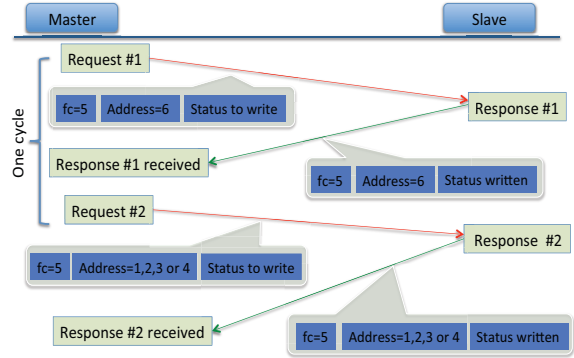 Master
Slave
Request #1
fc=5 Address=6 Status to write
Response #1
One cycle
Response #1 received
fc=5 Address=6 Status written
Request #2
Response #2
fc=5 Address=1,2,3 or 4 Status to write
Response #2 received
fc=5 Address=1,2,3 or 4 Status written